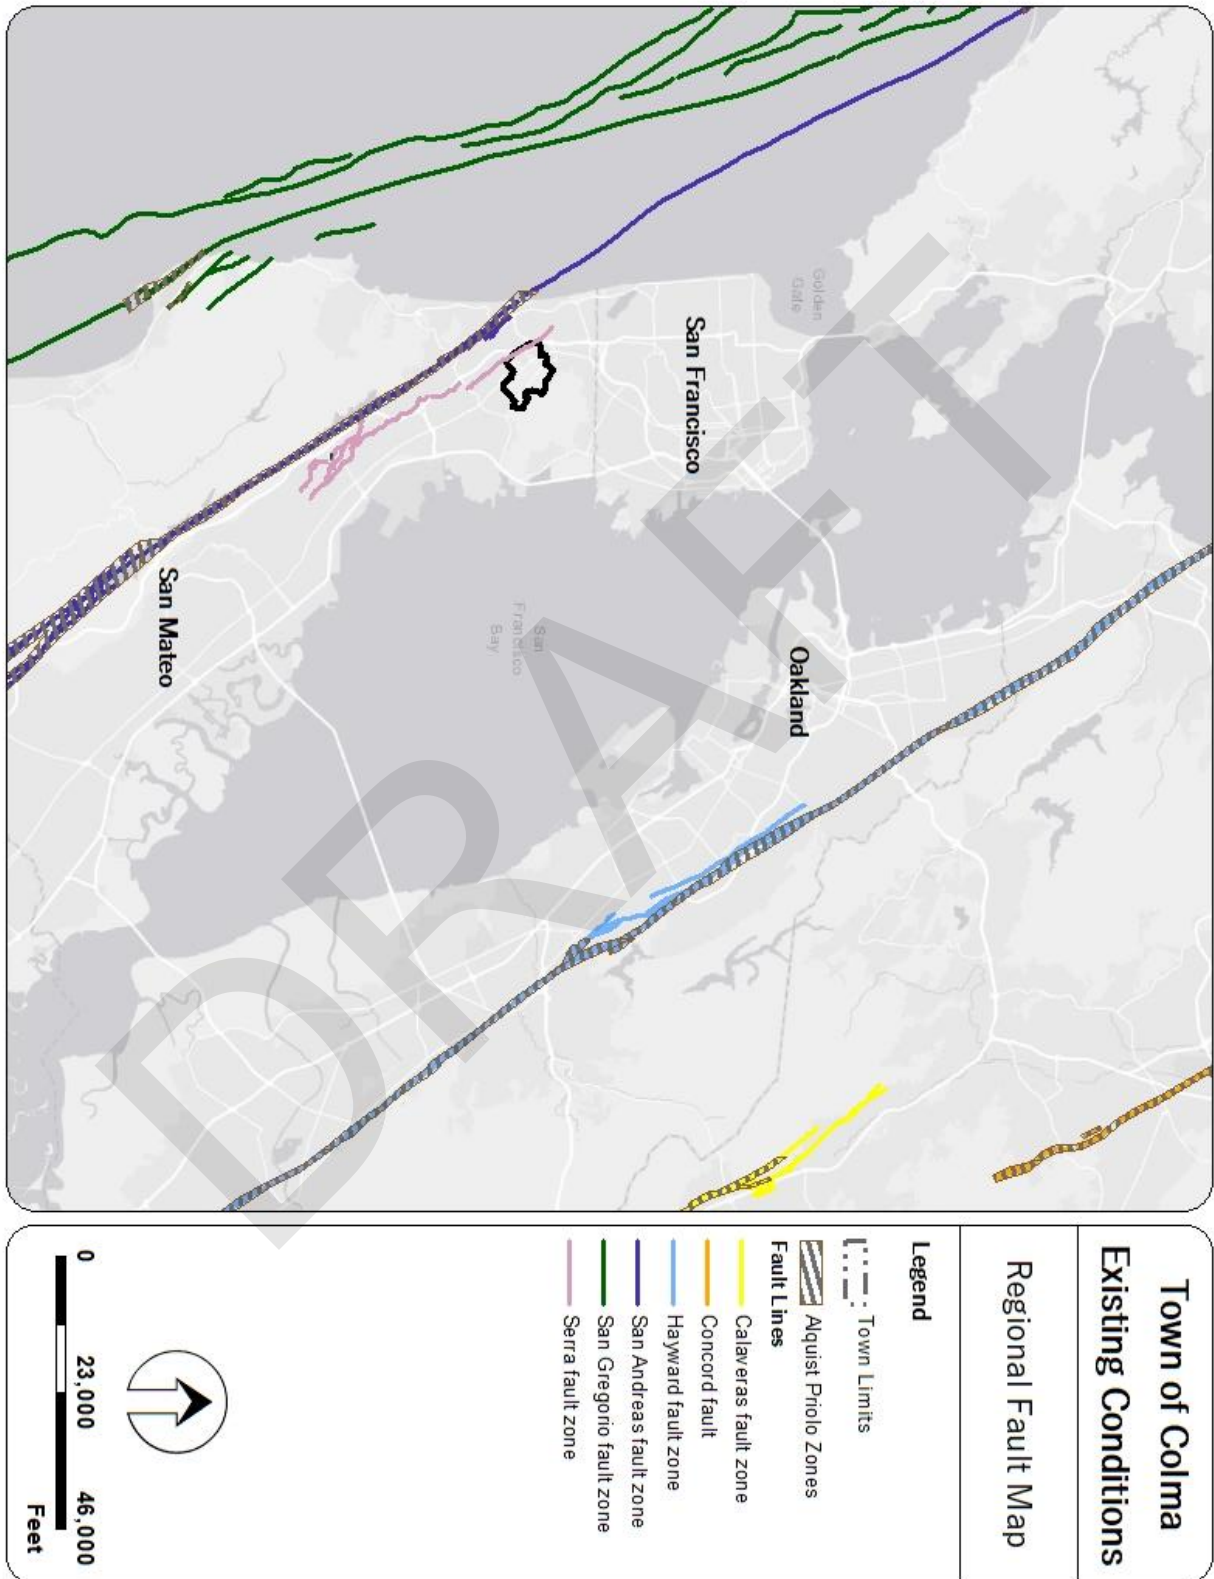 Town of Colma
Existing Conditions
Regional Fault Map
Legend
Town Limits
Alquist Priolo Zones
Fault Lines
Calaveras fault zone
Concord fault
Hayward fault zone
San Andreas fault zone
San Gregorio fault zone
Serra fault zone
0 23,000 46,000
Feet
Golden
Gate
San Francisco
Oakland
San
Francisco
Bay
San Mateo
DRAFT